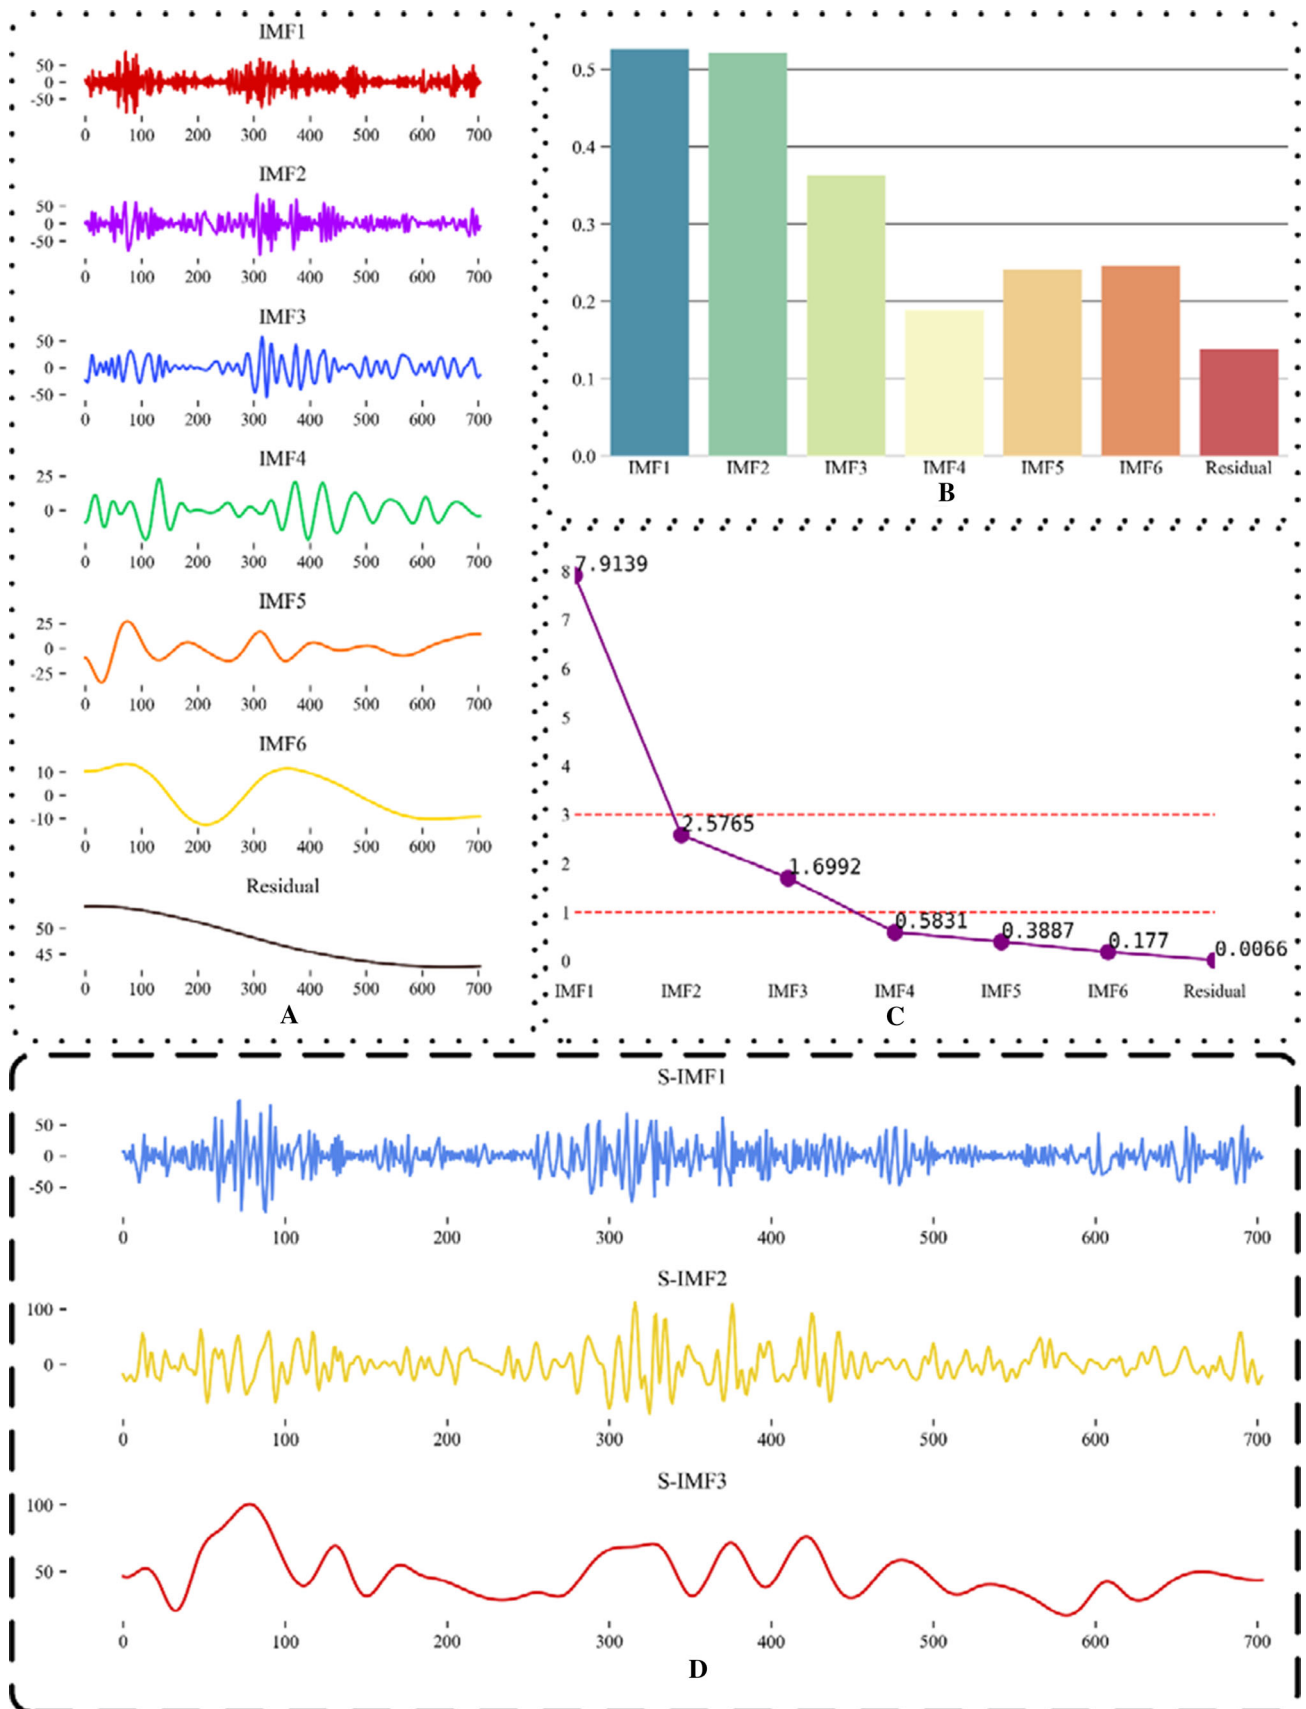 IMF1
50
0
-50
0 100 200 300 400 500 600 700
IMF2
50
0
-50
0 100 200 300 400 500 600 700
IMF3
50
0
-50
0 100 200 300 400 500 600 700
IMF4
25
0
0 100 200 300 400 500 600 700
IMF5
25
0
-25
0 100 200 300 400 500 600 700
IMF6
10
0
-10
0 100 200 300 400 500 600 700
Residual
50
45
0 100 200 300 400 500 600 700
A
0.5
0.4
0.3
0.2
0.1
0.0
IMF1 IMF2 IMF3 IMF4 IMF5 IMF6 Residual
B
8
7
6
5
4
3
2
1
0
7.9139
2.5765
1.6992
0.5831
0.3887
0.177
0.0066
IMF1 IMF2 IMF3 IMF4 IMF5 IMF6 Residual
C
S-IMF1
50
0
-50
0 100 200 300 400 500 600 700
S-IMF2
100
0
0 100 200 300 400 500 600 700
S-IMF3
100
50
0 100 200 300 400 500 600 700
D